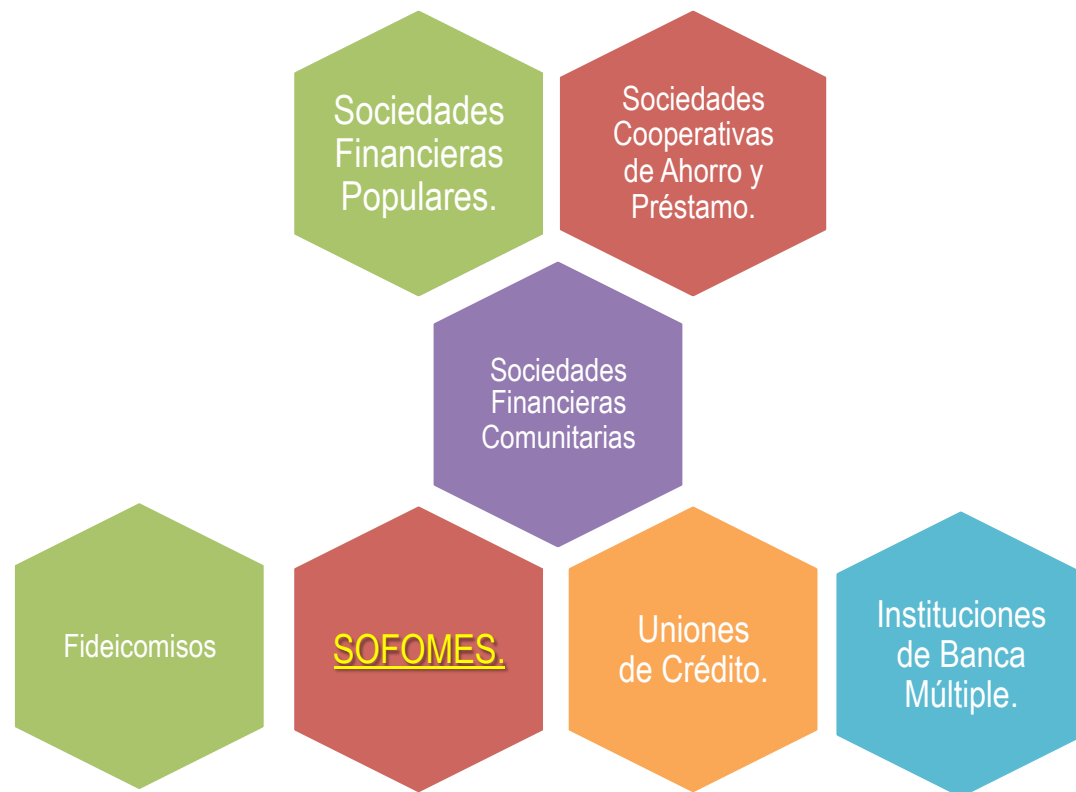 Sociedades
Financieras
Populares.
Sociedades
Cooperativas
de Ahorro y
Préstamo.
Sociedades
Financieras
Comunitarias
Fideicomisos
SOFOMES.
Uniones
de Crédito.
Instituciones
de Banca
Múltiple.